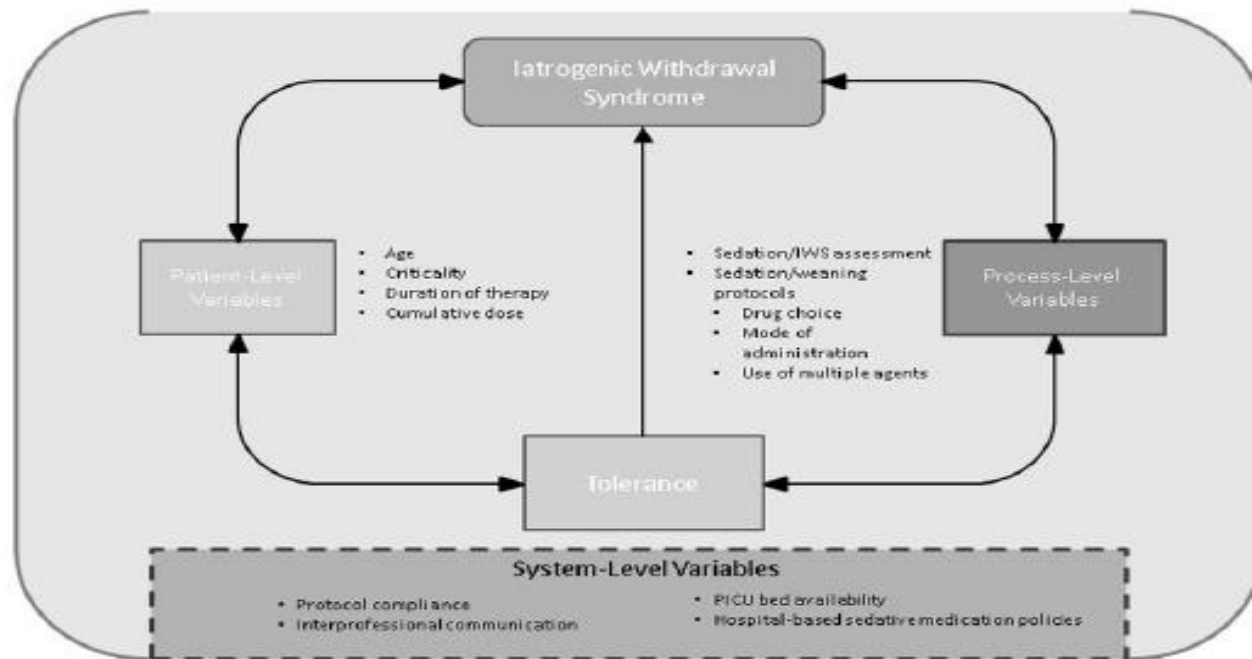 Iatrogenic Withdrawal
Syndrome
Patient-Level
Variables
• Age
• Criticality
• Duration of therapy
• Cumulative dose
• Sedation/IWS assessment
• Sedation/weaning
protocols
• Drug choice
• Mode of
administration
• Use of multiple agents
Process-Level
Variables
Tolerance
System-Level Variables
• Protocol compliance
• Interprofessional communication
• PICU bed availability
• Hospital-based sedative medication policies